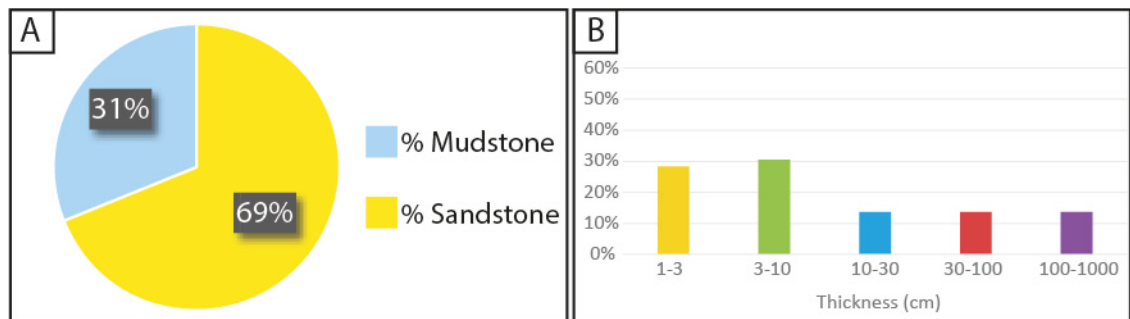 A
31%
69%
% Mudstone
% Sandstone
B
60%
50%
40%
30%
20%
10%
0%
1-3 3-10 10-30 30-100 100-1000
Thickness (cm)